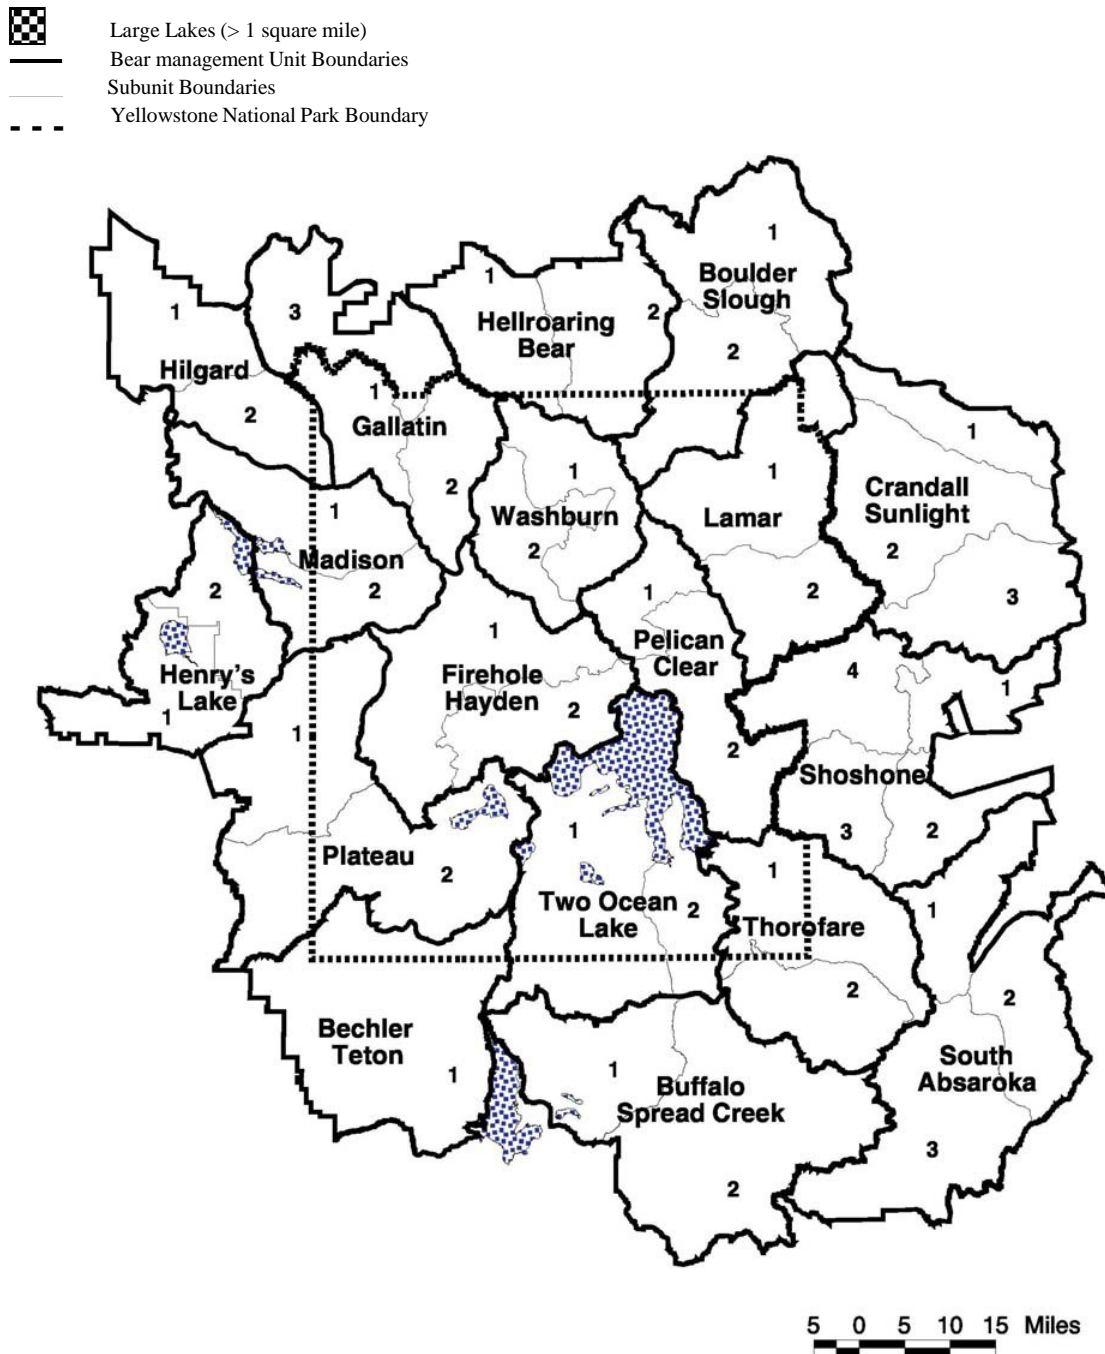 Large Lakes (> 1 square mile)
Bear management Unit Boundaries
Subunit Boundaries
Yellowstone National Park Boundary
1
Boulder
Slough
2
1
Hellroaring
Bear
2
3
1
Hilgard
2
1
Gallatin
2
1
Washburn
2
1
Lamar
2
1
Crandall
Sunlight
2
3
1
Madison
2
2
Henry's
Lake
1
1
Firehole
Hayden
2
1
Pelican
Clear
2
4
1
Shoshone
3
2
1
Plateau
2
1
Two Ocean
Lake
2
1
Thorofare
2
1
2
South
Absaroka
3
Bechler
Teton
1
1
Buffalo
Spread Creek
2
5 0 5 10 15 Miles